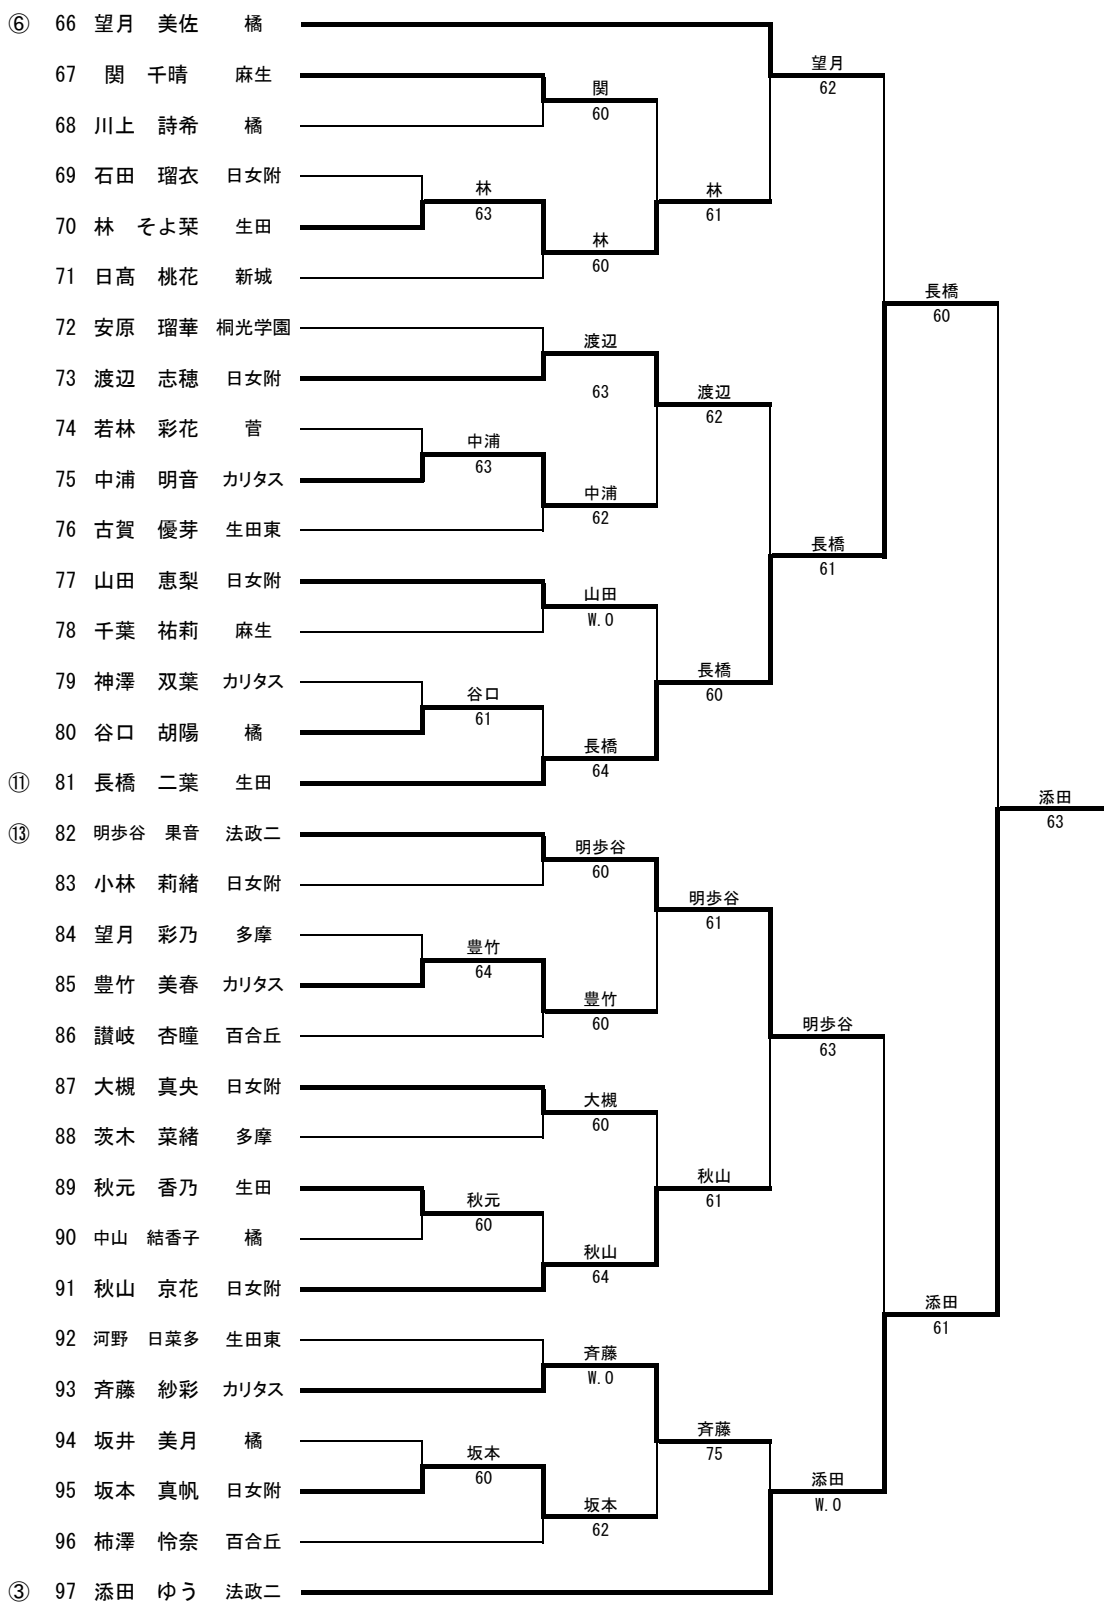 ⑥ 66 望月 美佐 橘
望月
67 関 千晴 麻生
62
関
60
68 川上 詩希 橘
69 石田 瑠衣 日女附
林
林
63
61
70 林 そよ栞 生田
林
60
71 日髙 桃花 新城
長橋
60
72 安原 瑠華 桐光学園
渡辺
73 渡辺 志穂 日女附
63
渡辺
62
74 若林 彩花 菅
中浦
63
75 中浦 明音 カリタス
中浦
62
76 古賀 優芽 生田東
長橋
61
77 山田 恵梨 日女附
山田
W.O
78 千葉 祐莉 麻生
長橋
60
79 神澤 双葉 カリタス
谷口
61
80 谷口 胡陽 橘
長橋
64
⑪ 81 長橋 二葉 生田
添田
63
⑬ 82 明歩谷 果音 法政二
明歩谷
60
83 小林 莉緒 日女附
明歩谷
61
84 望月 彩乃 多摩
豊竹
64
85 豊竹 美春 カリタス
豊竹
60
86 讃岐 杏瞳 百合丘
明歩谷
63
87 大槻 真央 日女附
大槻
60
88 茨木 菜緒 多摩
秋山
61
89 秋元 香乃 生田
秋元
60
90 中山 結香子 橘
秋山
64
91 秋山 京花 日女附
添田
61
92 河野 日菜多 生田東
斉藤
W.O
93 斉藤 紗彩 カリタス
斉藤
75
94 坂井 美月 橘
坂本
60
95 坂本 真帆 日女附
添田
W.O
坂本
62
96 柿澤 怜奈 百合丘
③ 97 添田 ゆう 法政二